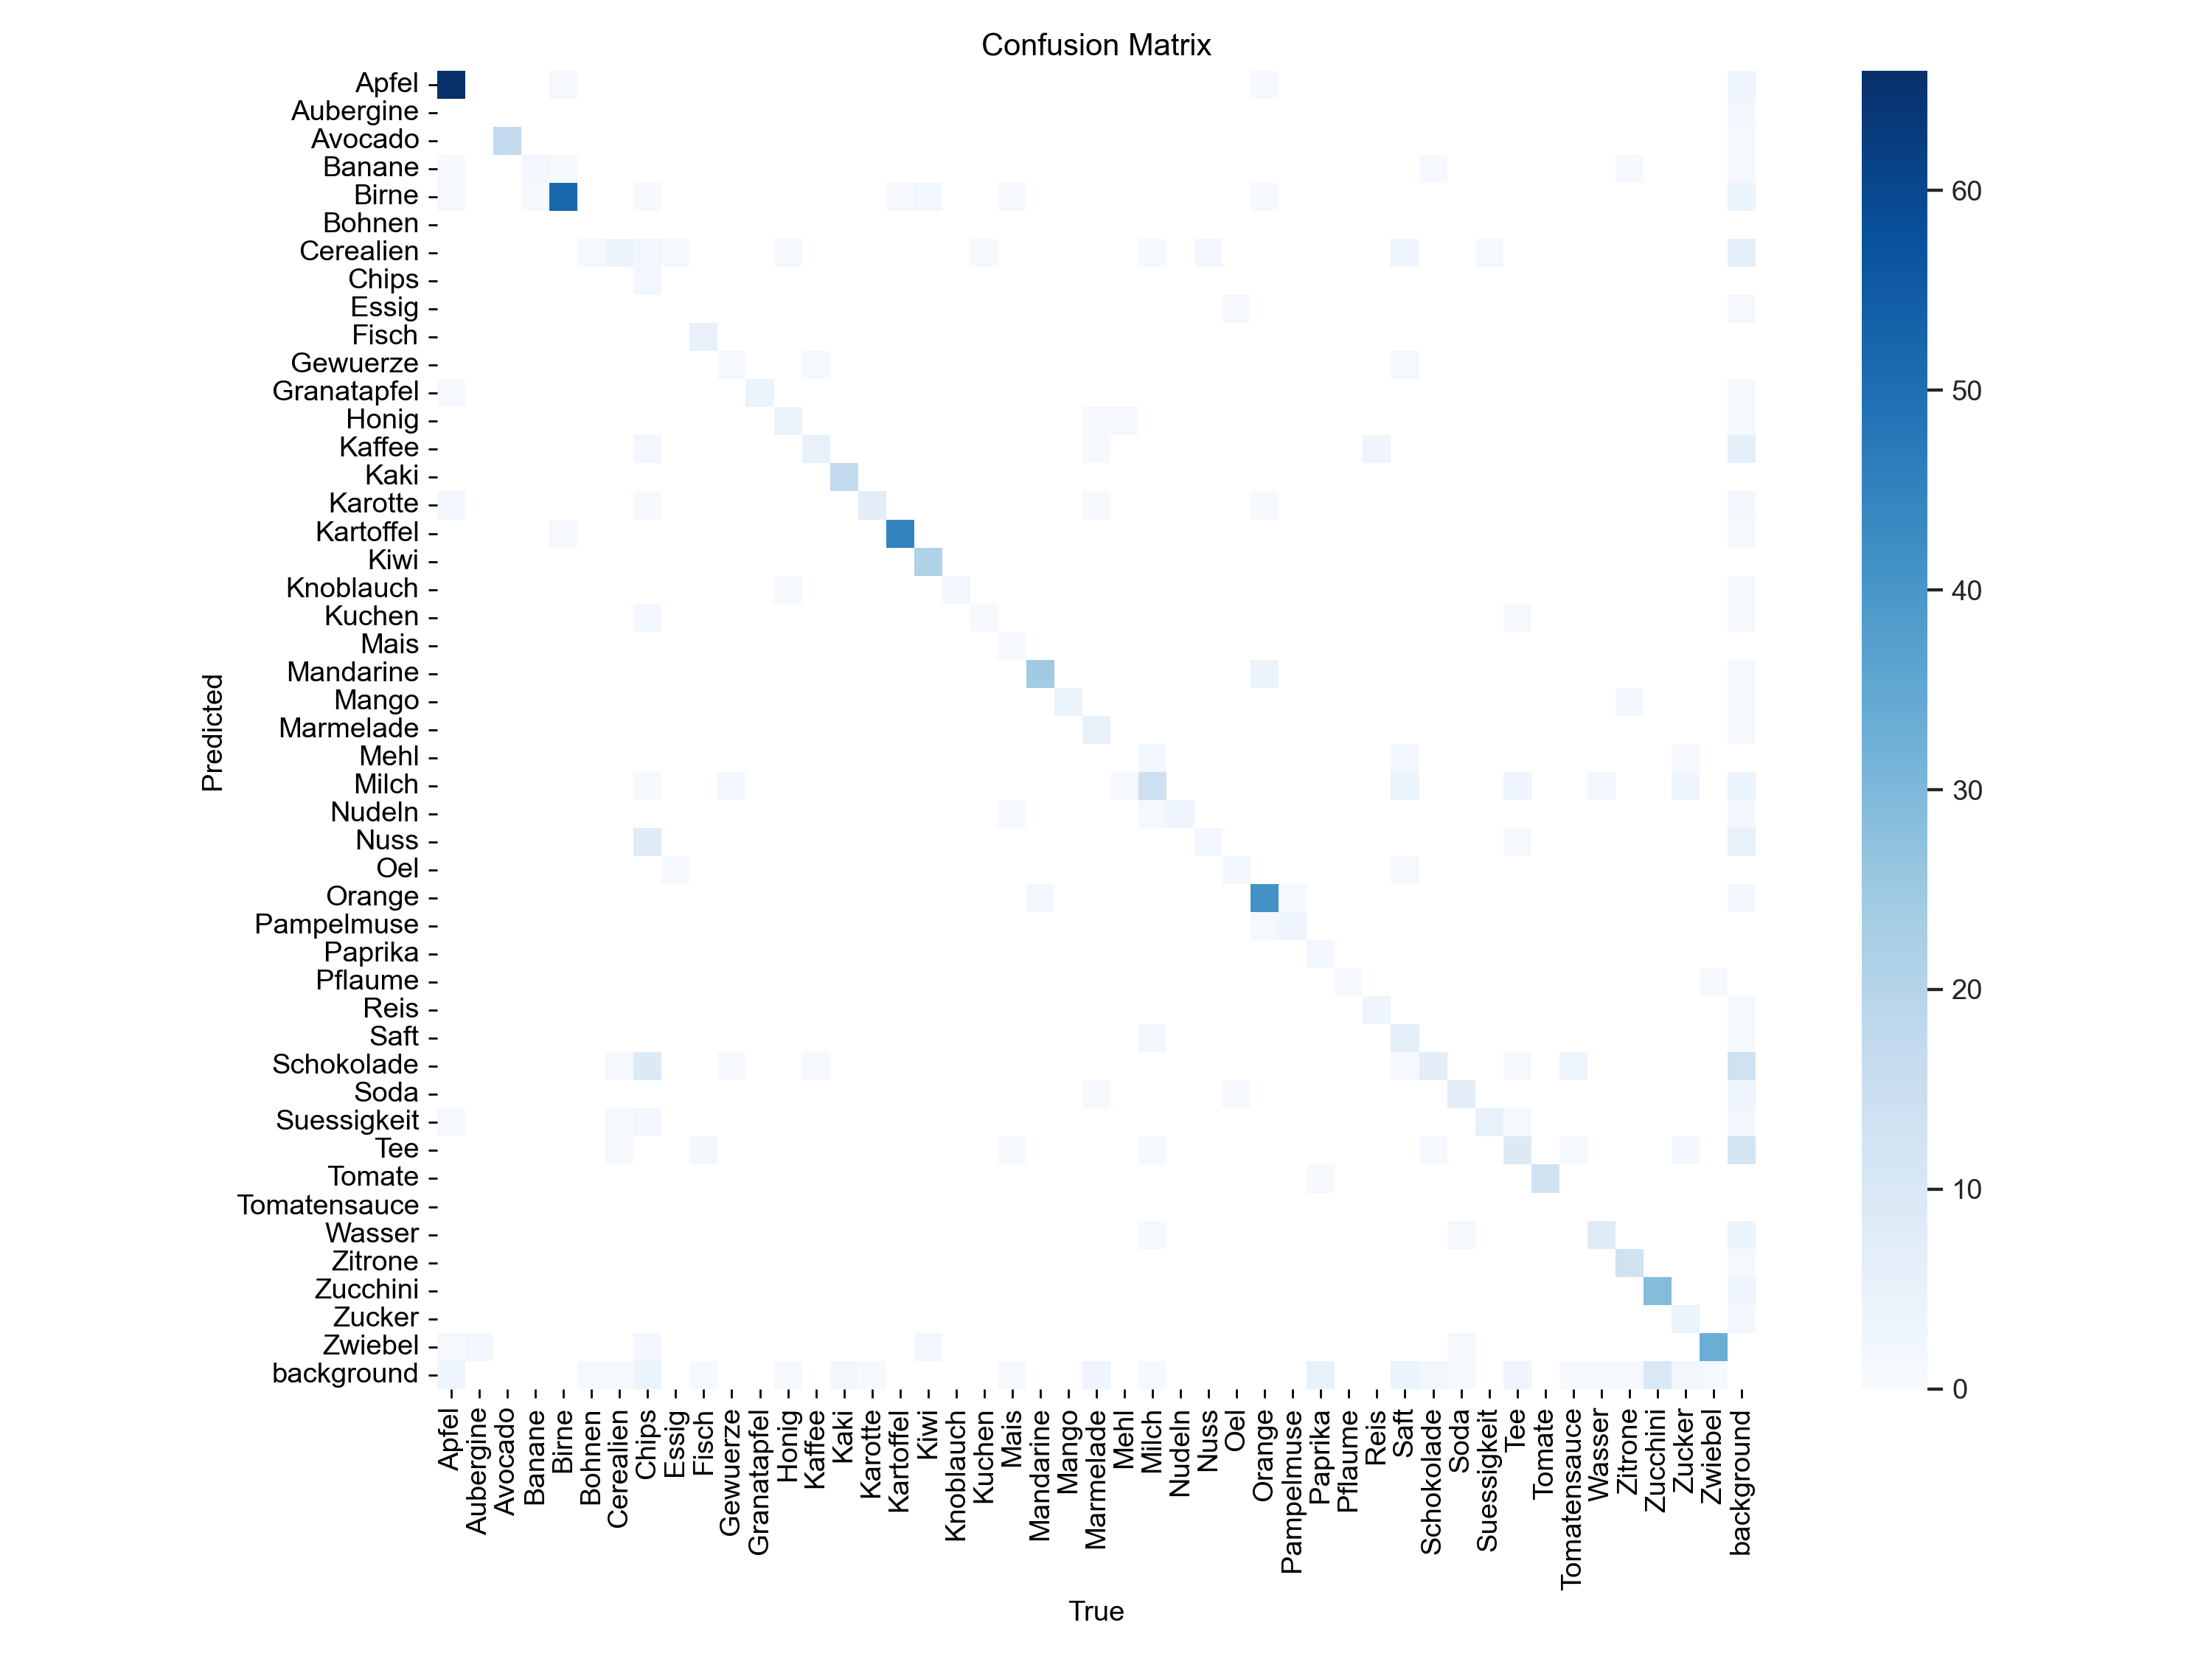 Confusion Matrix
Apfel
Aubergine
Avocado
Banane
Birne
Bohnen
Cerealien
Chips
Essig
Fisch
Gewuerze
Granatapfel
Honig
Kaffee
Kaki
Karotte
Kartoffel
Kiwi
Knoblauch
Kuchen
Mais
Mandarine
Mango
Marmelade
Mehl
Milch
Nudeln
Nuss
Oel
Orange
Pampelmuse
Paprika
Pflaume
Reis
Saft
Schokolade
Soda
Suessigkeit
Tee
Tomate
Tomatensauce
Wasser
Zitrone
Zucchini
Zucker
Zwiebel
background
Predicted
Apfel
Aubergine
Avocado
Banane
Birne
Bohnen
Cerealien
Chips
Essig
Fisch
Gewuerze
Granatapfel
Honig
Kaffee
Kaki
Karotte
Kartoffel
Kiwi
Knoblauch
Kuchen
Mais
Mandarine
Mango
Marmelade
Mehl
Milch
Nudeln
Nuss
Oel
Orange
Pampelmuse
Paprika
Pflaume
Reis
Saft
Schokolade
Soda
Suessigkeit
Tee
Tomate
Tomatensauce
Wasser
Zitrone
Zucchini
Zucker
Zwiebel
background
True
60
50
40
30
20
10
0